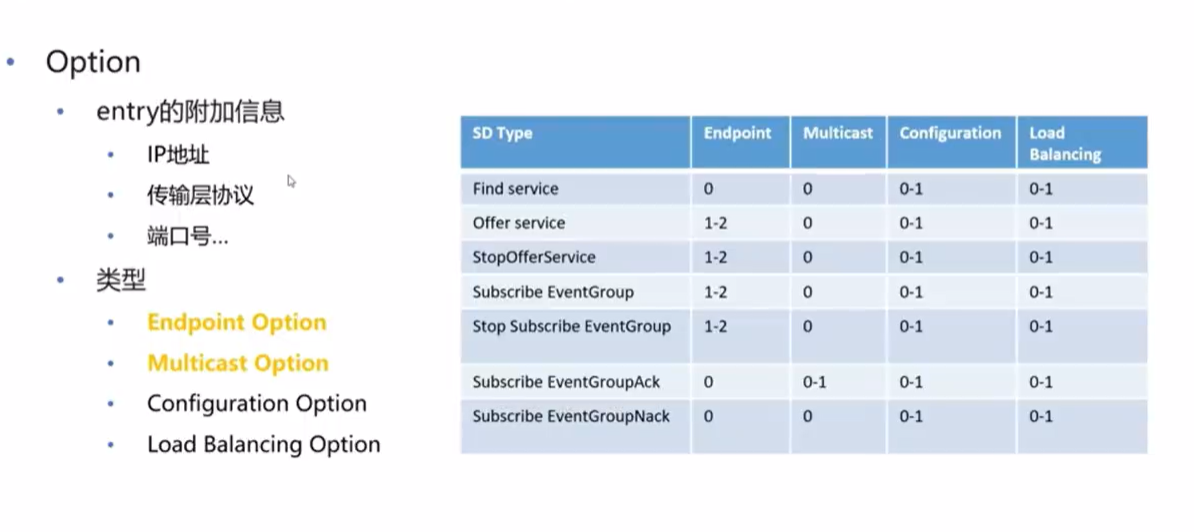 Option
entry的附加信息
IP地址
传输层协议
端口号...
类型
Endpoint Option
Multicast Option
Configuration Option
Load Balancing Option
SD Type Endpoint Multicast Configuration Load
Balancing
Find service 0 0 0-1 0-1
Offer service 1-2 0 0-1 0-1
StopOfferService 1-2 0 0-1 0-1
Subscribe EventGroup 1-2 0 0-1 0-1
Stop Subscribe EventGroup 1-2 0 0-1 0-1
Subscribe EventGroupAck 0 0-1 0-1 0-1
Subscribe EventGroupNack 0 0 0-1 0-1